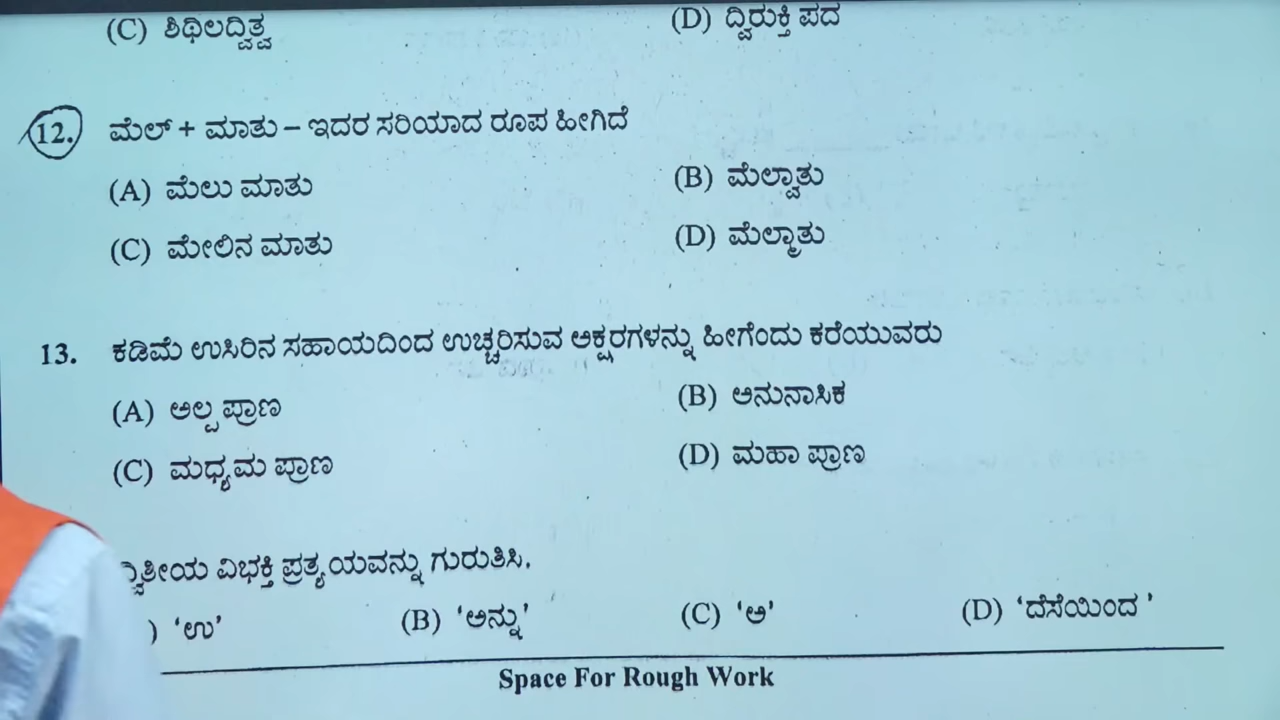 (C) ಶಿಥಿಲದ್ವಿತ್ವ (D) ದ್ವಿರುಕ್ತಿ ಪದ
12. ಮೆಲ್ + ಮಾತು – ಇದರ ಸರಿಯಾದ ರೂಪ ಹೀಗಿದೆ
(A) ಮೆಲು ಮಾತು (B) ಮೆಲ್ವಾತು
(C) ಮೇಲಿನ ಮಾತು (D) ಮೆಲ್ಮಾತು
13. ಕಡಿಮೆ ಉಸಿರಿನ ಸಹಾಯದಿಂದ ಉಚ್ಚರಿಸುವ ಅಕ್ಷರಗಳನ್ನು ಹೀಗೆಂದು ಕರೆಯುವರು
(A) ಅಲ್ಪ ಪ್ರಾಣ (B) ಅನುನಾಸಿಕ
(C) ಮಧ್ಯಮ ಪ್ರಾಣ (D) ಮಹಾ ಪ್ರಾಣ
ದ್ವಿತೀಯ ವಿಭಕ್ತಿ ಪ್ರತ್ಯಯವನ್ನು ಗುರುತಿಸಿ.
) ‘ಉ’ (B) ‘ಅನ್ನು’ (C) ‘ಆ’ (D) ‘ದೆಸೆಯಿಂದ ’
Space For Rough Work